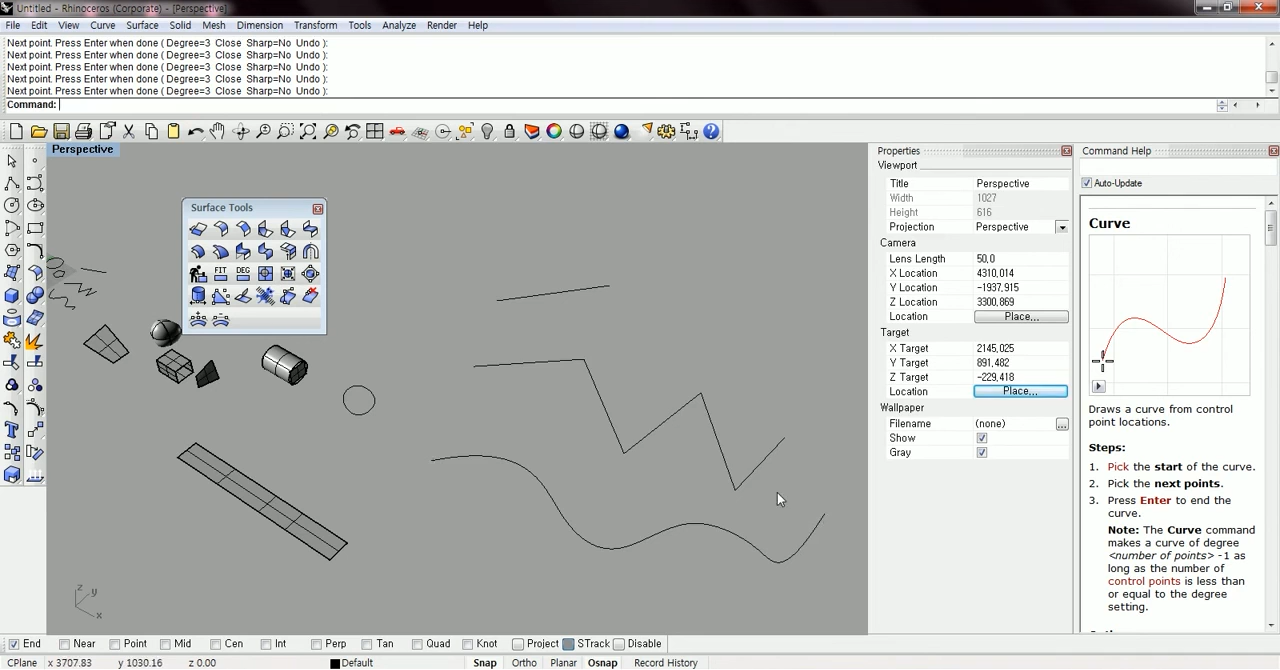 Untitled - Rhinoceros (Corporate) - [Perspective]
File Edit View Curve Surface Solid Mesh Dimension Transform Tools Analyze Render Help
Next point. Press Enter when done ( Degree=3 Close Sharp=No Undo ):
Next point. Press Enter when done ( Degree=3 Close Sharp=No Undo ):
Next point. Press Enter when done ( Degree=3 Close Sharp=No Undo ):
Next point. Press Enter when done ( Degree=3 Close Sharp=No Undo ):
Next point. Press Enter when done ( Degree=3 Close Sharp=No Undo ):
Command:
Perspective
Surface Tools
FIT DEG
z y
x
Properties
Viewport
Title Perspective
Width 1027
Height 616
Projection Perspective
Camera
Lens Length 50,0
X Location 4310,014
Y Location -1937,915
Z Location 3300,869
Location Place...
Target
X Target 2145,025
Y Target 891,482
Z Target -229,418
Location Place...
Wallpaper
Filename (none) ...
Show
Gray
Command Help
Auto-Update
Curve
Draws a curve from control
point locations.
Steps:
1. Pick the start of the curve.
2. Pick the next points.
3. Press Enter to end the
curve.
Note: The Curve command
makes a curve of degree
<number of points> -1 as
long as the number of
control points is less than
or equal to the degree
setting.
End Near Point Mid Cen Int Perp Tan Quad Knot Project STrack Disable
CPlane x 3707.83 y 1030.16 z 0.00 Default Snap Ortho Planar Osnap Record History